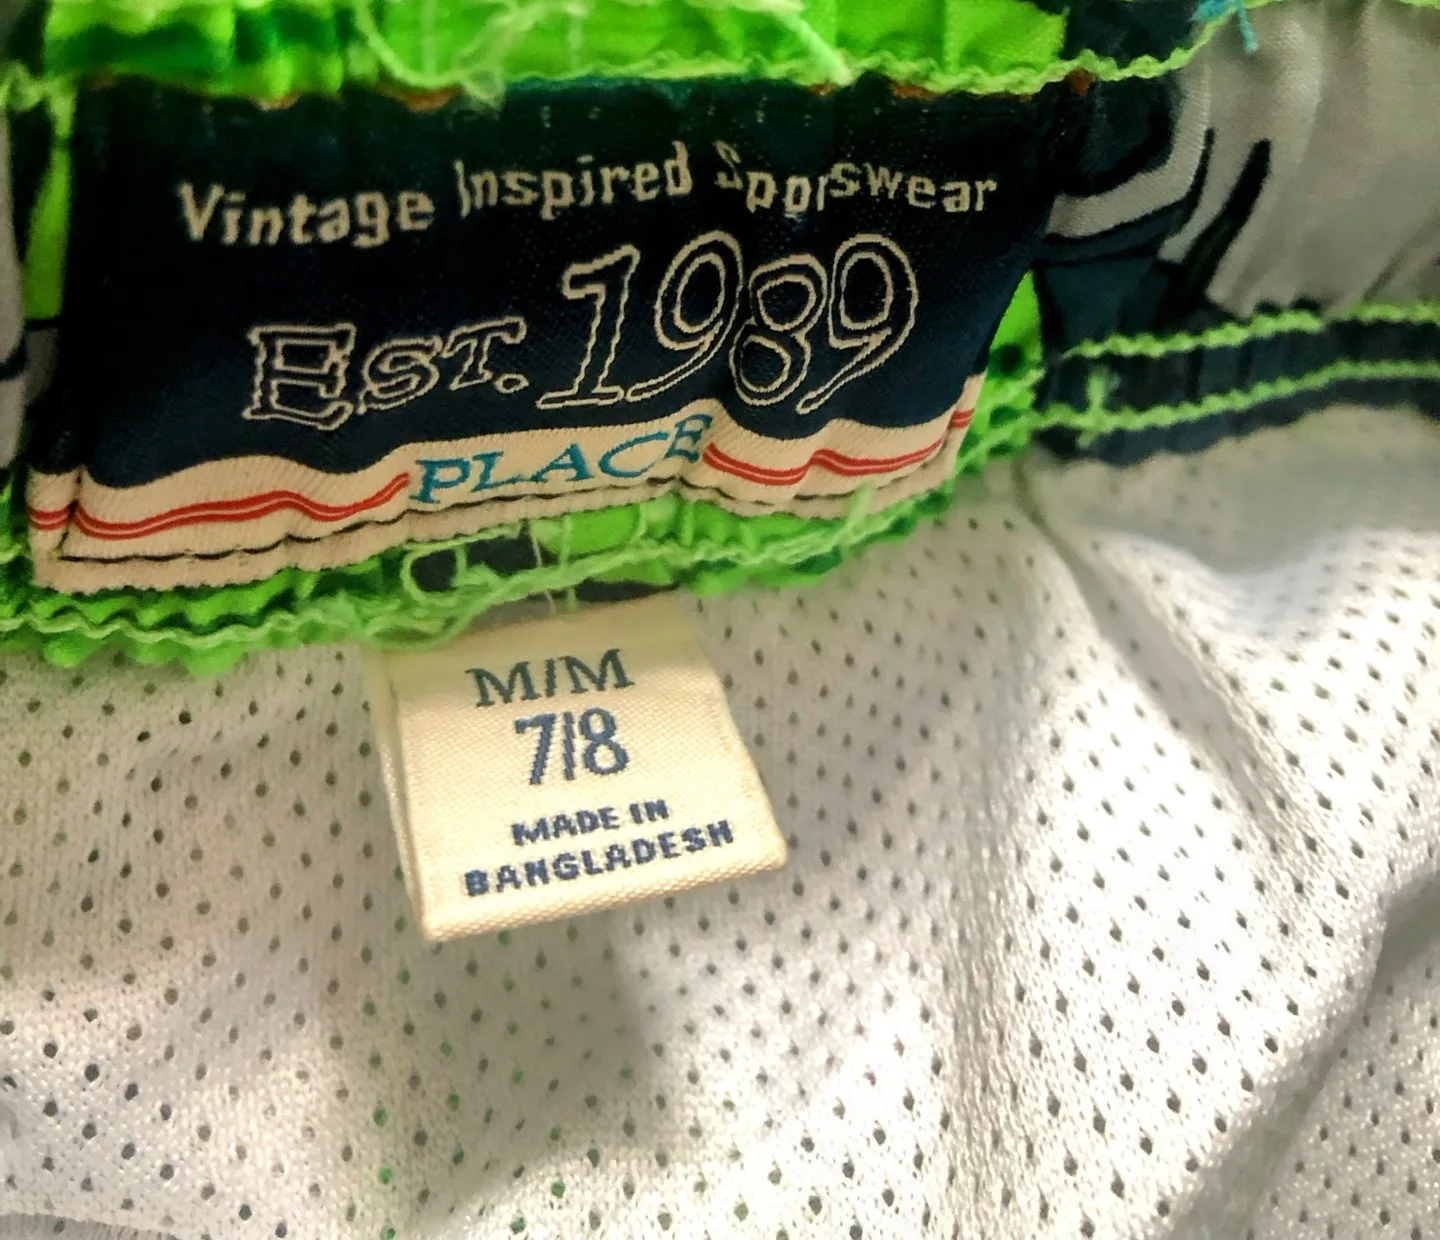 Vintage Inspired Sporswear
EST. 1989
PLACE
M/M
7/8
MADE IN
BANGLADESH